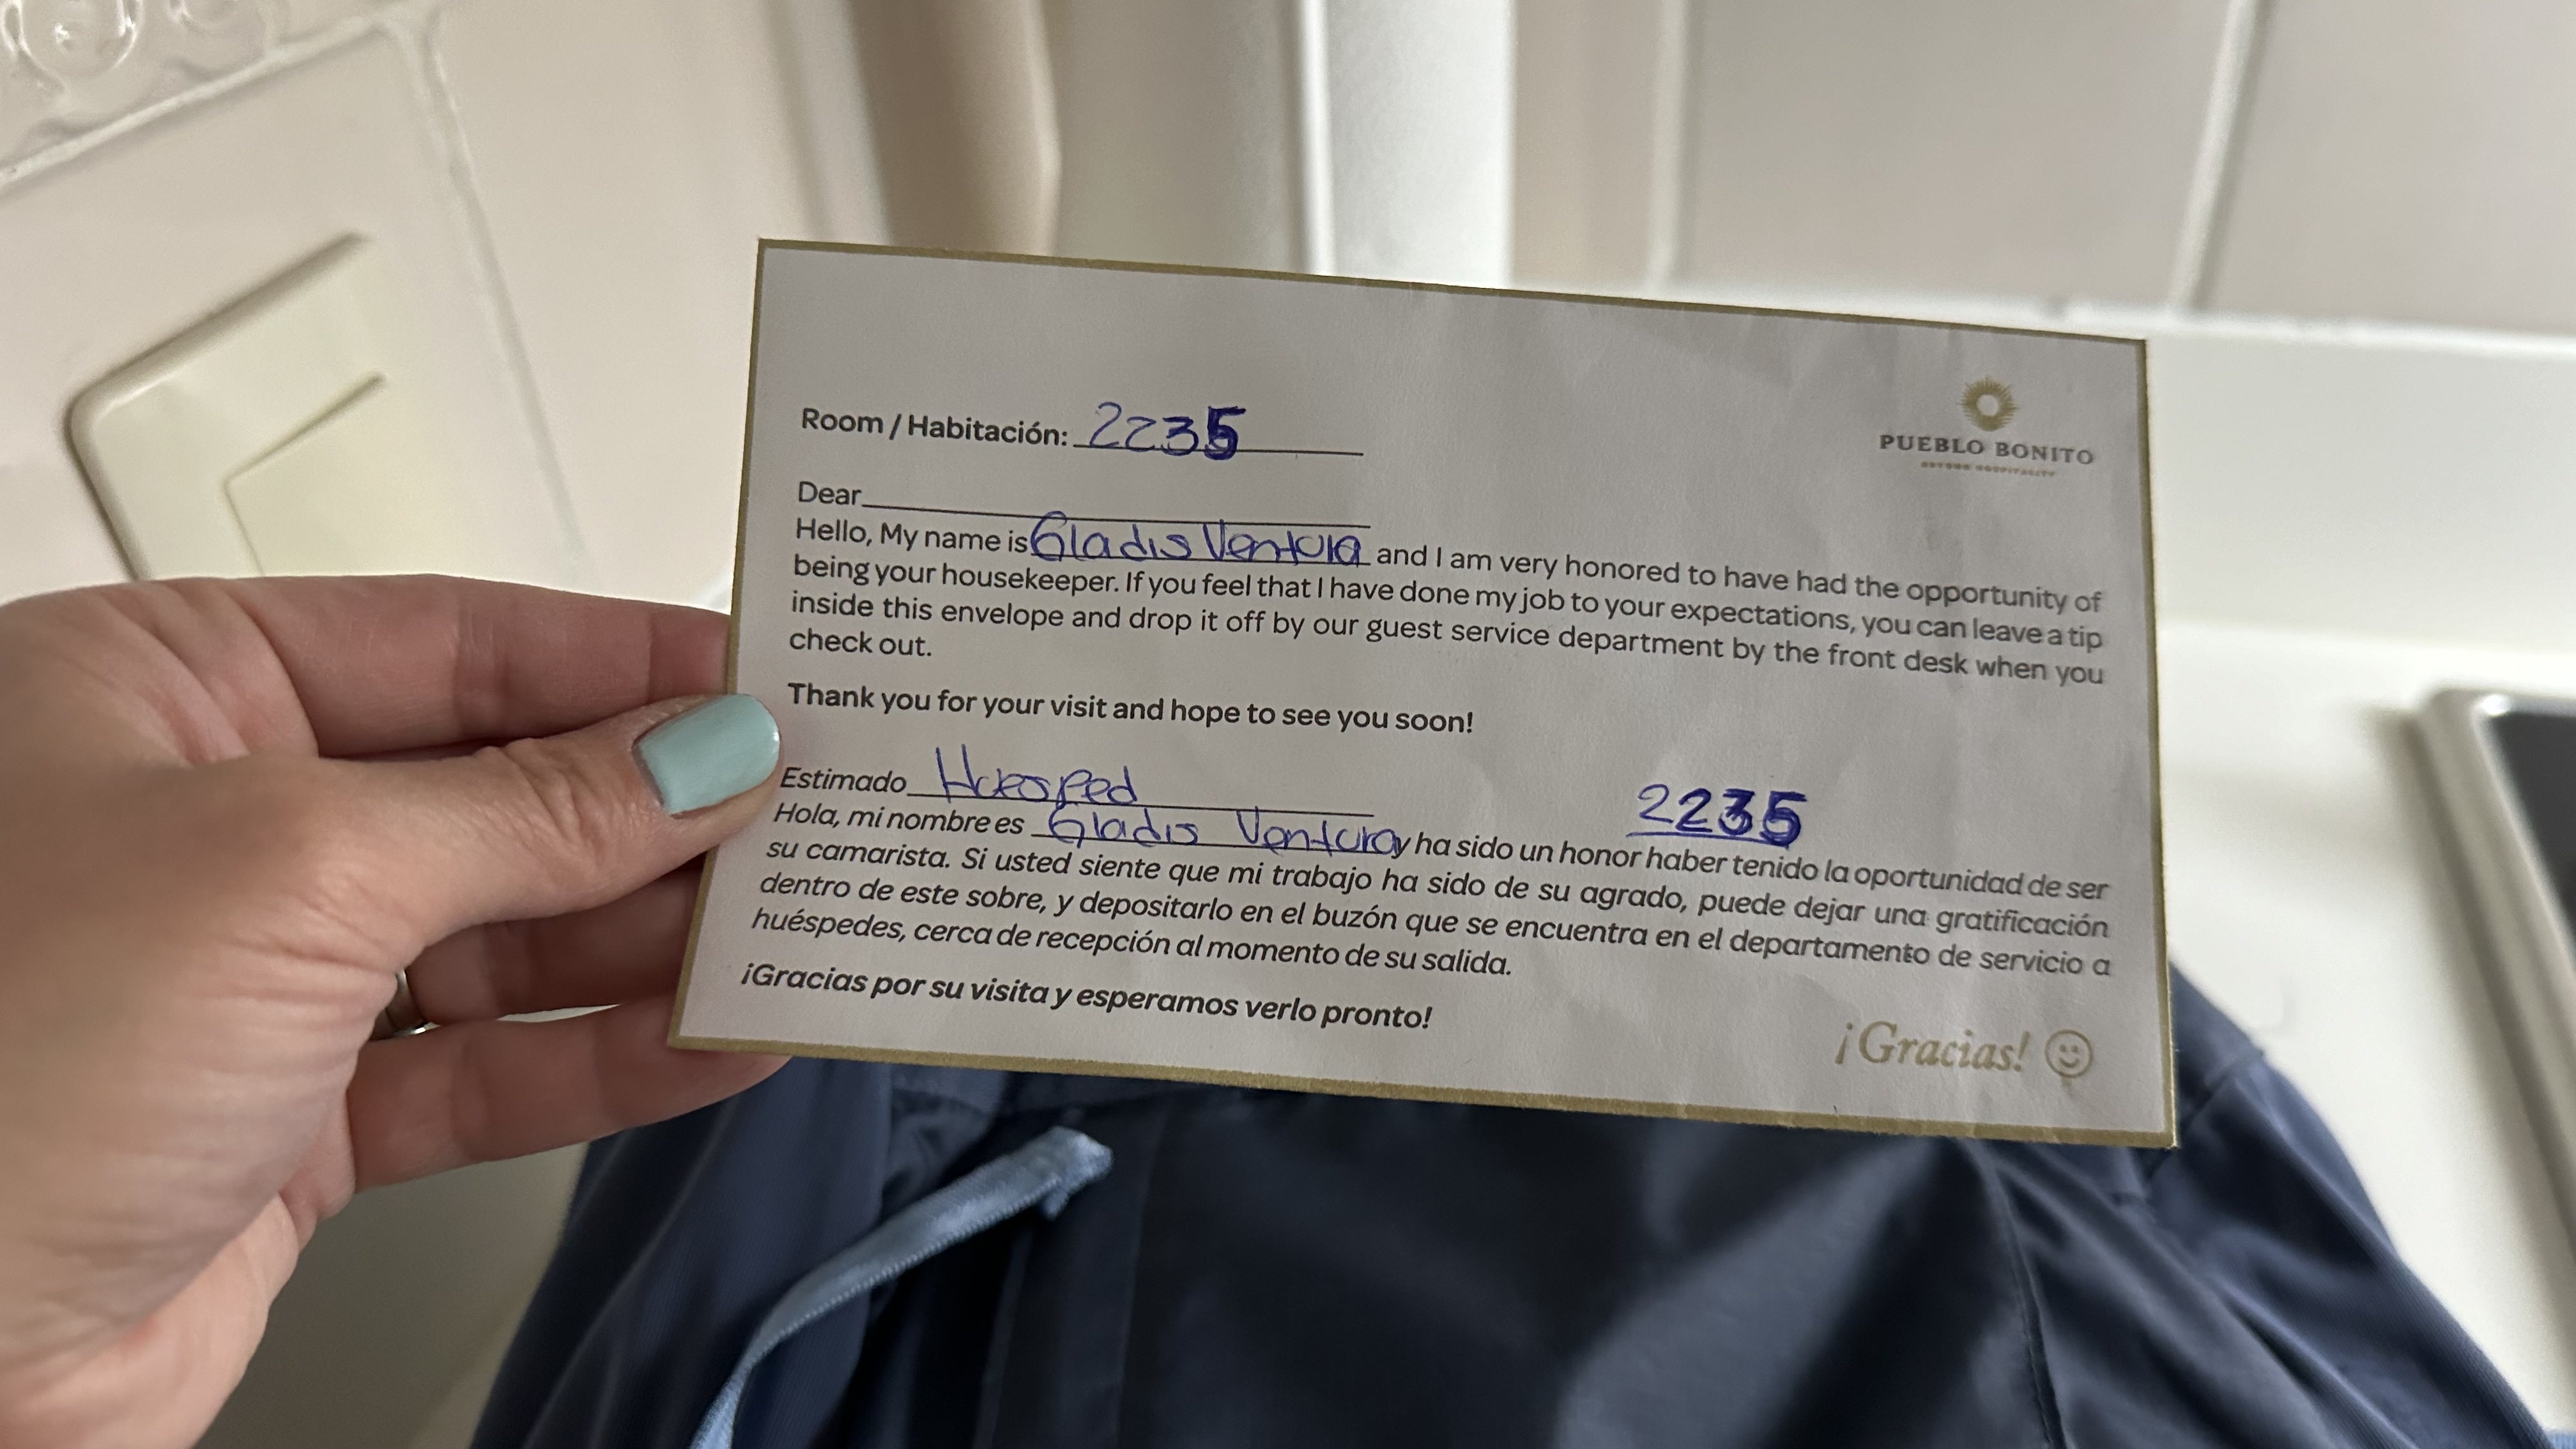 Room / Habitación: 2235
PUEBLO BONITO
Dear
Hello, My name is Gladis Ventura and I am very honored to have had the opportunity of
being your housekeeper. If you feel that I have done my job to your expectations, you can leave a tip
inside this envelope and drop it off by our guest service department by the front desk when you
check out.
Thank you for your visit and hope to see you soon!
Estimado Huesped
2235
Hola, mi nombre es Gladis Ventura y ha sido un honor haber tenido la oportunidad de ser
su camarista. Si usted siente que mi trabajo ha sido de su agrado, puede dejar una gratificación
dentro de este sobre, y depositarlo en el buzón que se encuentra en el departamento de servicio a
huéspedes, cerca de recepción al momento de su salida.
¡Gracias por su visita y esperamos verlo pronto!
¡Gracias!